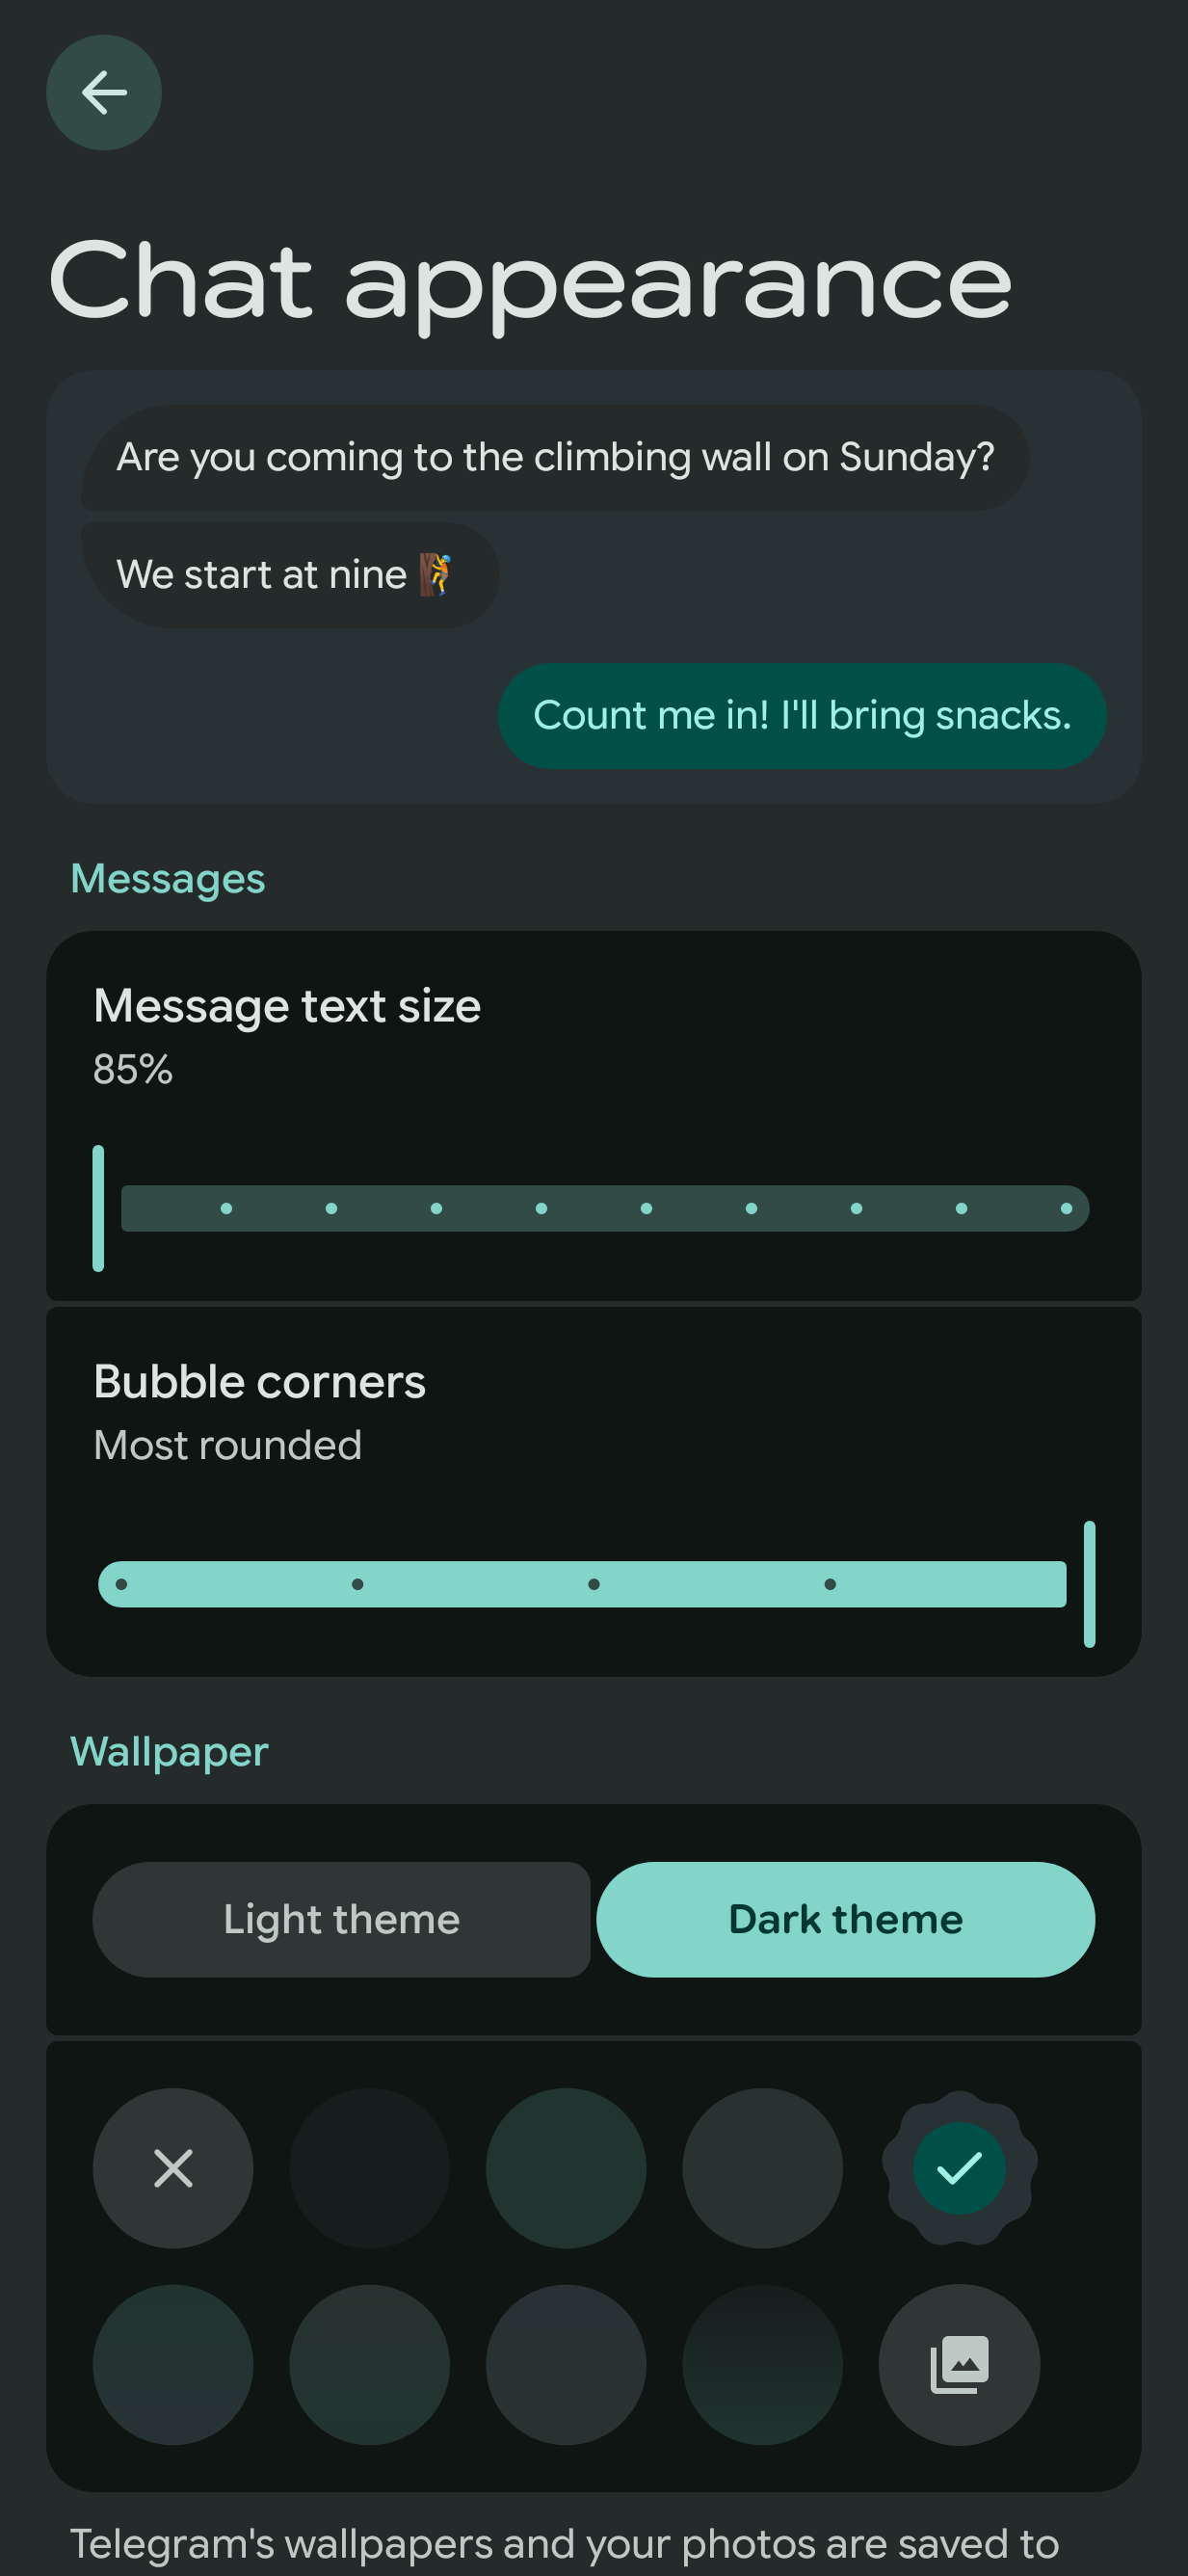 Chat appearance
Are you coming to the climbing wall on Sunday?
We start at nine 🧗
Count me in! I'll bring snacks.
Messages
Message text size
85%
Bubble corners
Most rounded
Wallpaper
Light theme
Dark theme
Telegram's wallpapers and your photos are saved to